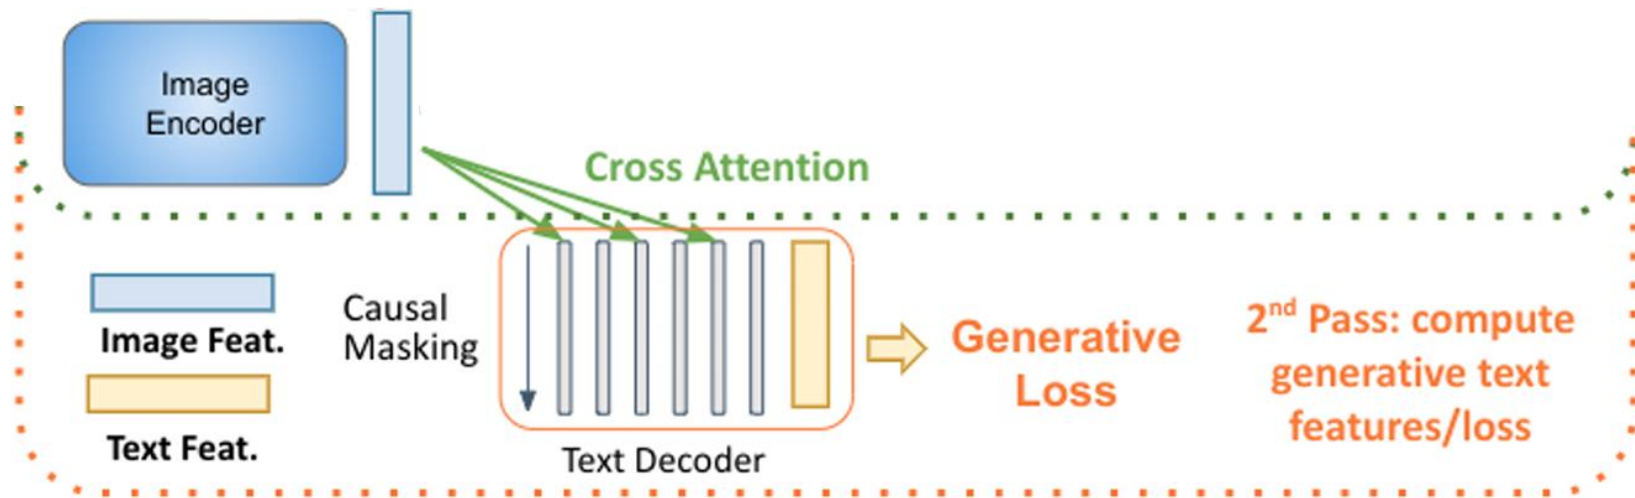 Image
Encoder
Cross Attention
Image Feat.
Text Feat.
Causal
Masking
Text Decoder
Generative
Loss
2nd Pass: compute
generative text
features/loss